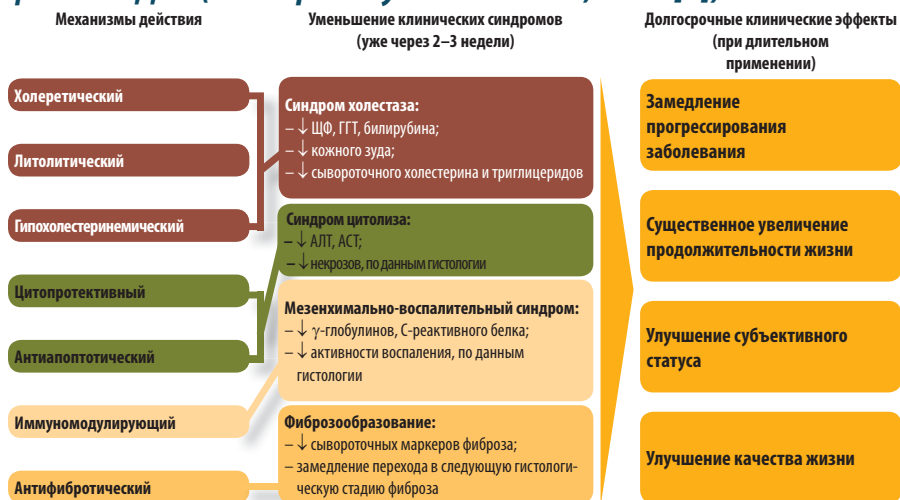 Механизмы действия
Уменьшение клинических синдромов
(уже через 2–3 недели)
Долгосрочные клинические эффекты
(при длительном
применении)
Холеретический
Литолитический
Гипохолестеринемический
Цитопротективный
Антиапоптотический
Иммуномодулирующий
Антифибротический
Синдром холестаза:
– ↓ ЩФ, ГГТ, билирубина;
– ↓ кожного зуда;
– ↓ сывороточного холестерина и триглицеридов
Синдром цитолиза:
– ↓ АЛТ, АСТ;
– ↓ некрозов, по данным гистологии
Мезенхимально-воспалительный синдром:
– ↓ γ-глобулинов, С-реактивного белка;
– ↓ активности воспаления, по данным
гистологии
Фиброзообразование:
– ↓ сывороточных маркеров фиброза;
– замедление перехода в следующую гистологи-
ческую стадию фиброза
Замедление
прогрессирования
заболевания
Существенное увеличение
продолжительности жизни
Улучшение субъективного
статуса
Улучшение качества жизни